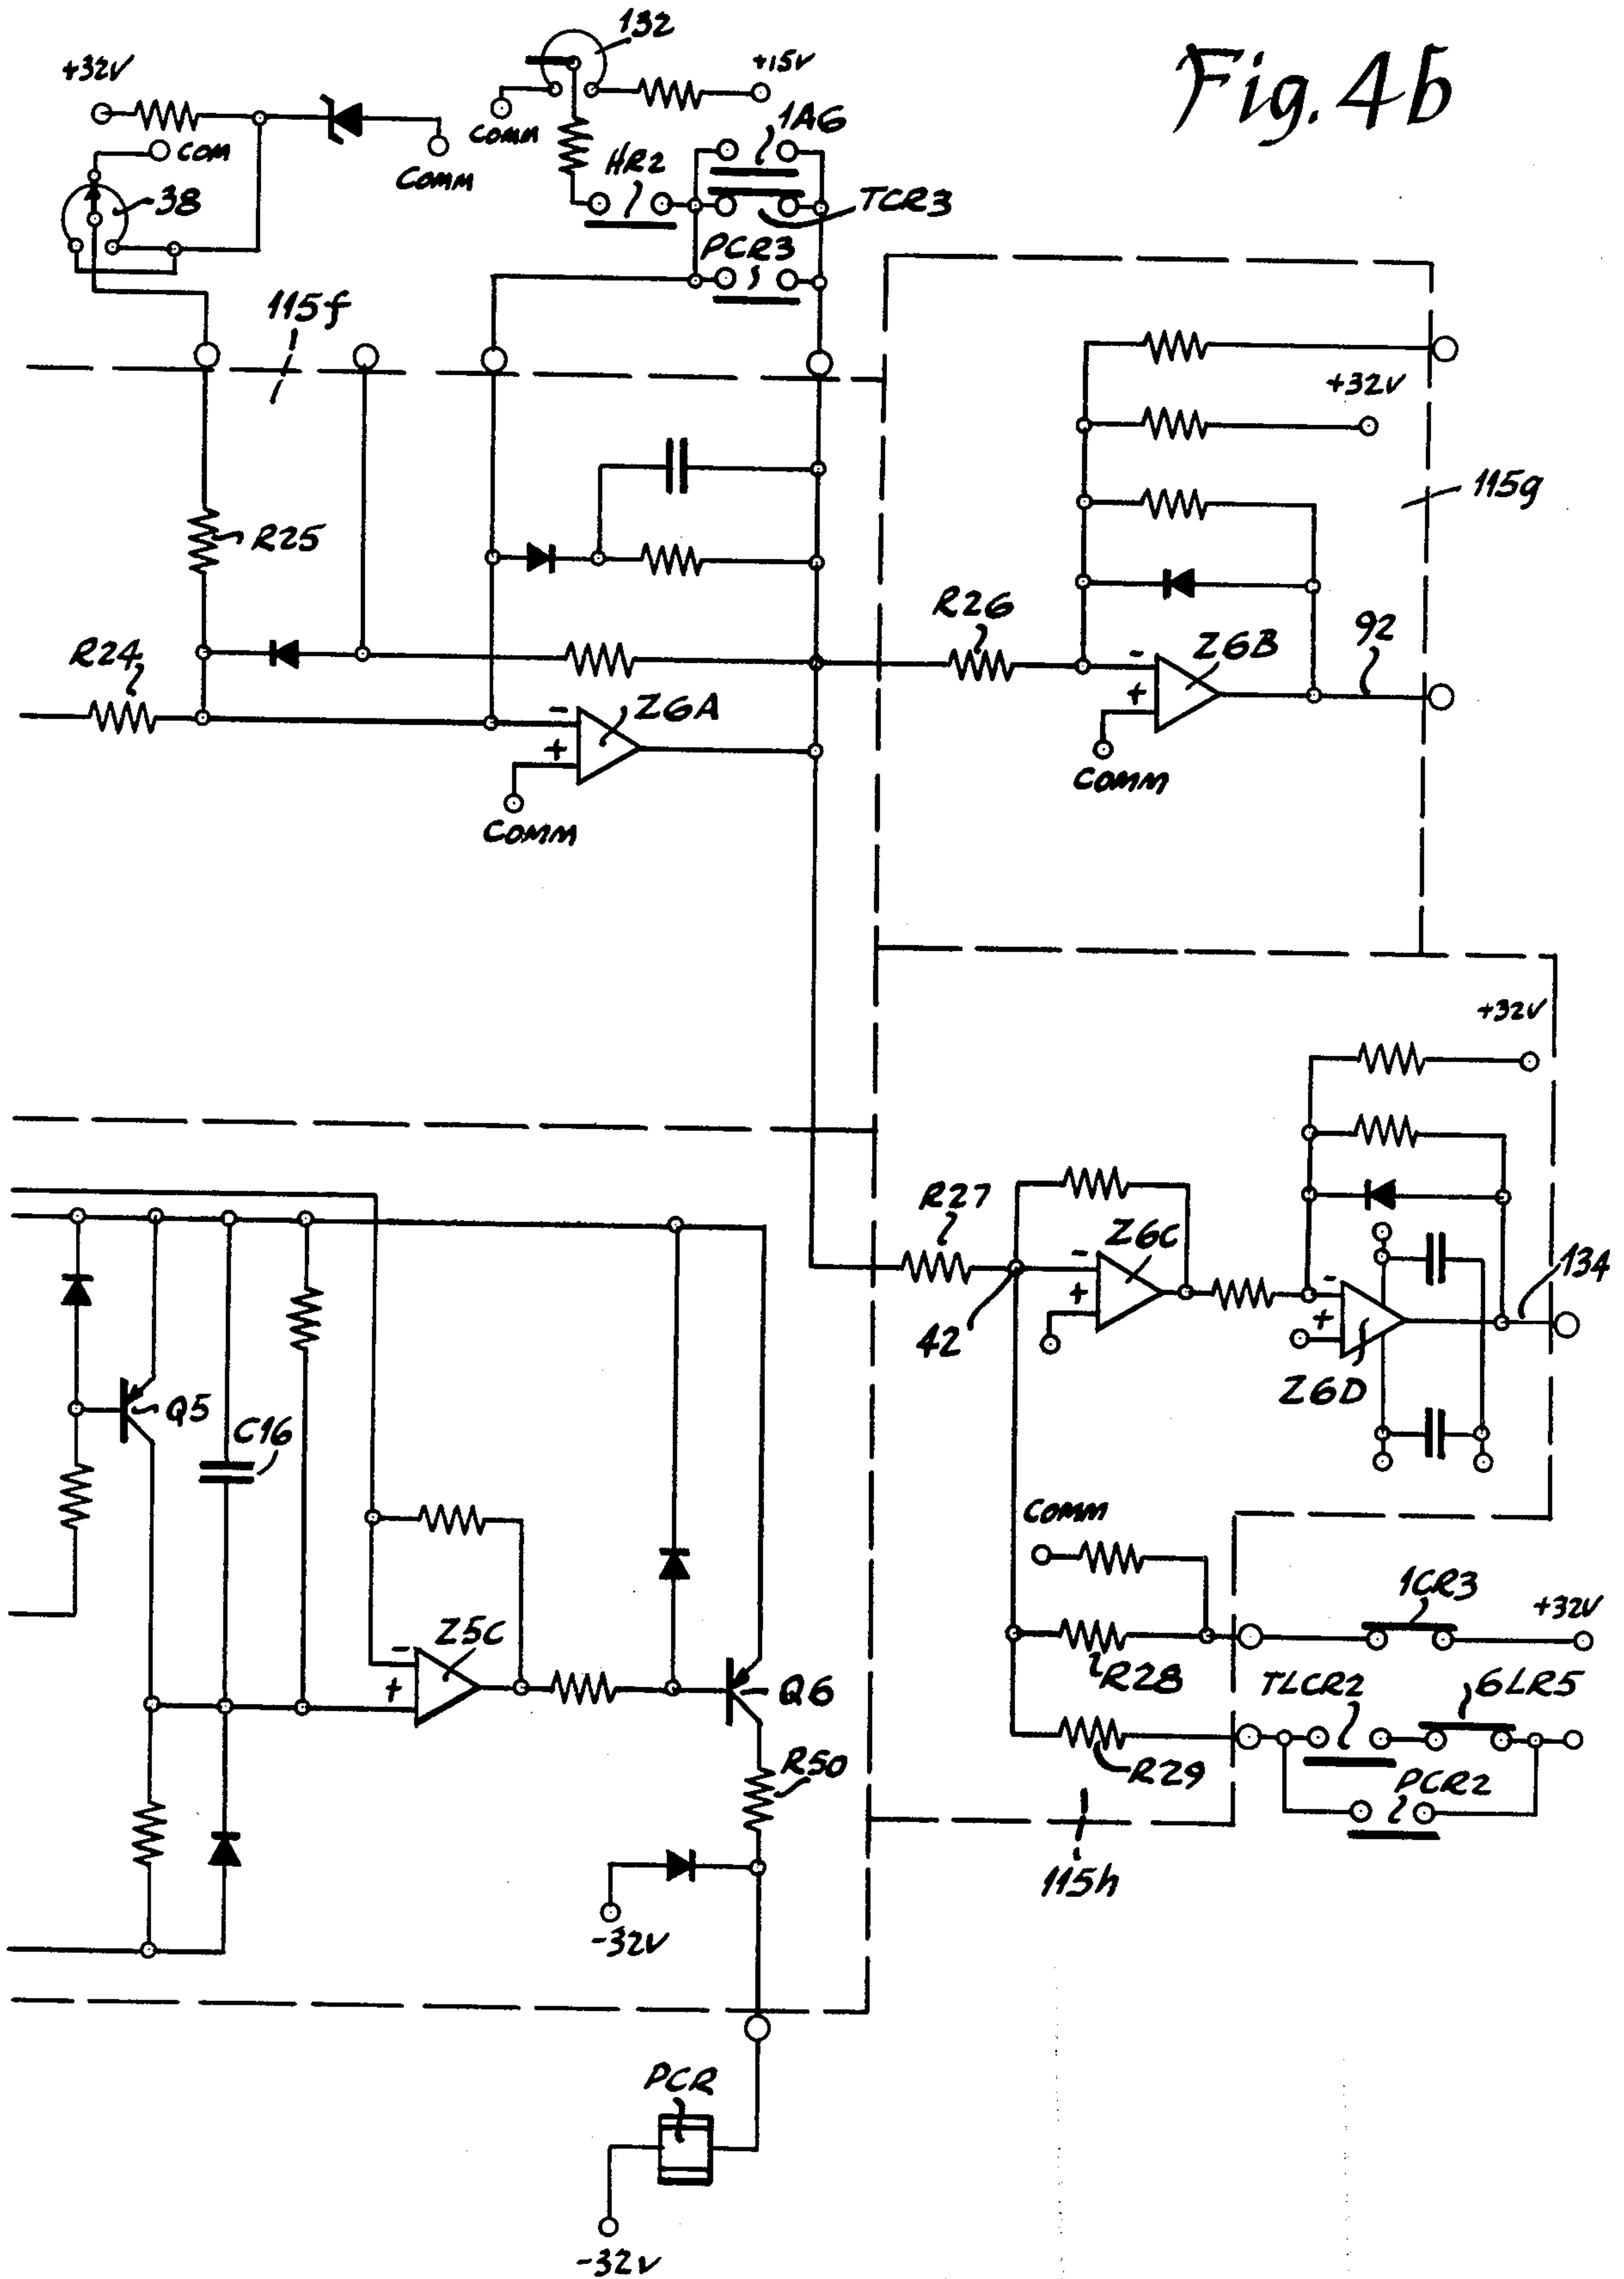 Fig. 4b
132
+32V
+15V
COMM
1A6
COM
COMM
HR2
38
TCR3
PCR3
115f
+32V
115g
R25
R26
92
R24
Z6B
-
+
Z6A
-
+
COMM
COMM
+32V
R27
Z6C
-
+
134
42
-
+
Z6D
Q5
C16
COMM
1CR3
+32V
Z5C
-
+
R28
TLCR2
6LR5
Q6
R29
PCR2
R50
115h
-32V
PCR
-32V